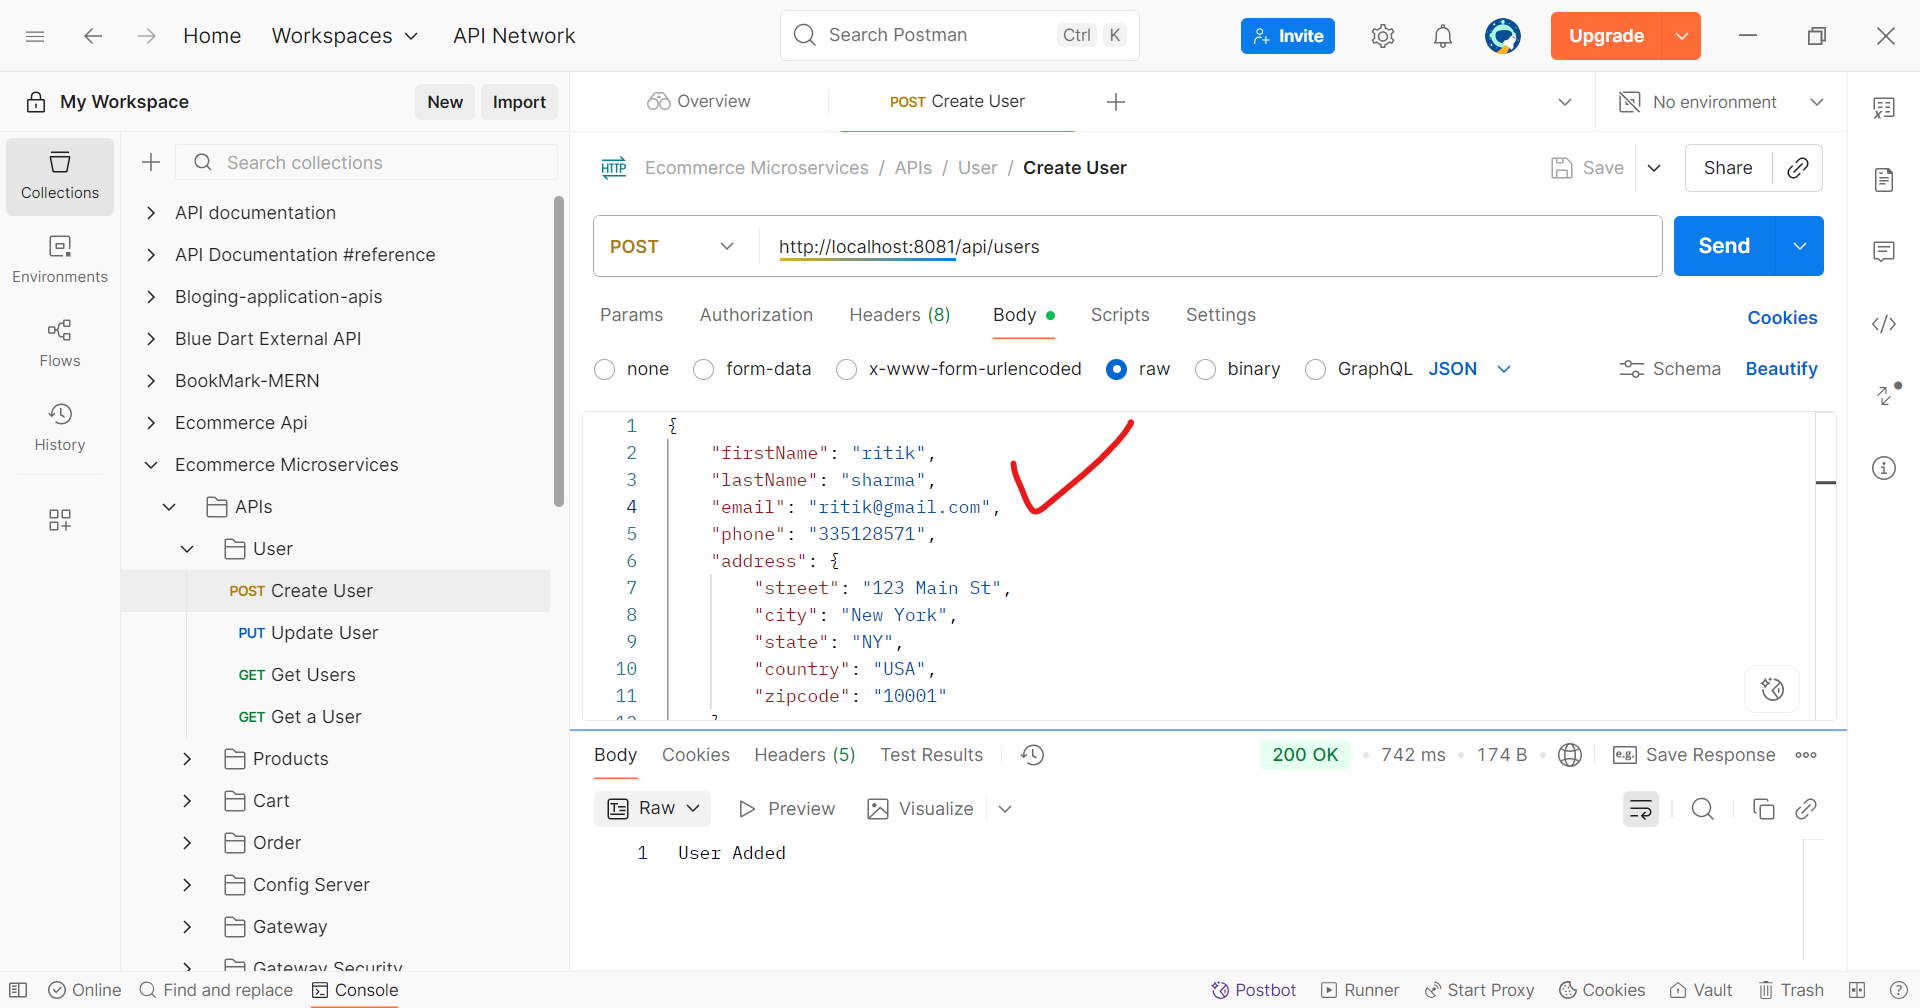 Home Workspaces API Network Search Postman Ctrl K Invite Upgrade
My Workspace New Import
Overview POST Create User No environment
Collections
Environments
Flows
History
Search collections
API documentation
API Documentation #reference
Bloging-application-apis
Blue Dart External API
BookMark-MERN
Ecommerce Api
Ecommerce Microservices
APIs
User
POST Create User
PUT Update User
GET Get Users
GET Get a User
Products
Cart
Order
Config Server
Gateway
Gateway Security
HTTP Ecommerce Microservices / APIs / User / Create User Save Share
POST http://localhost:8081/api/users Send
Params Authorization Headers (8) Body Scripts Settings Cookies
none form-data x-www-form-urlencoded raw binary GraphQL JSON Schema Beautify
1 {
2 "firstName": "ritik",
3 "lastName": "sharma",
4 "email": "ritik@gmail.com",
5 "phone": "335128571",
6 "address": {
7 "street": "123 Main St",
8 "city": "New York",
9 "state": "NY",
10 "country": "USA",
11 "zipcode": "10001"
Body Cookies Headers (5) Test Results 200 OK 742 ms 174 B e.g. Save Response
Raw Preview Visualize
1 User Added
Online Find and replace Console Postbot Runner Start Proxy Cookies Vault Trash